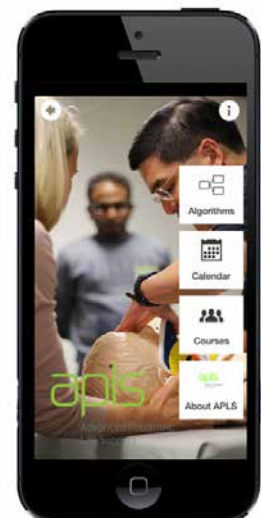 i
Algorithms
Calendar
Courses
apls
About APLS
apls
Advanced Paediatric
Life Support